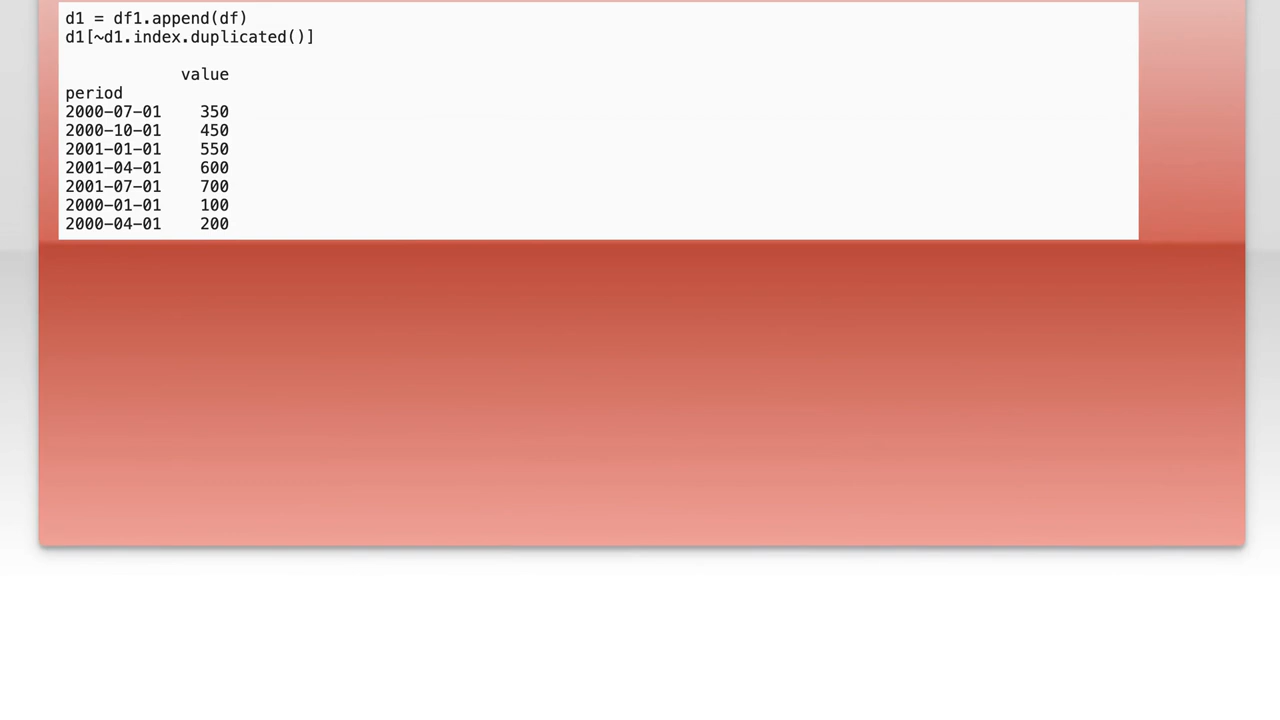 d1 = df1.append(df)
d1[~d1.index.duplicated()]
value
period
2000-07-01    350
2000-10-01    450
2001-01-01    550
2001-04-01    600
2001-07-01    700
2000-01-01    100
2000-04-01    200